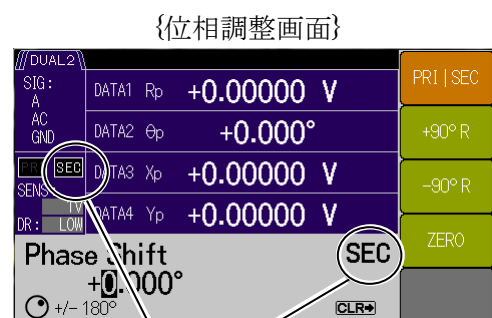 {位相調整画面}
DUAL2
SIG:
A
AC
GND
DATA1 Rp +0.00000 V
DATA2 θp +0.000°
DATA3 Xp +0.00000 V
DATA4 Yp +0.00000 V
SEC
SENS
1V
DR: LOW
Phase Shift
SEC
+0.000°
+/- 180°
CLR
PRI|SEC
+90° R
-90° R
ZERO